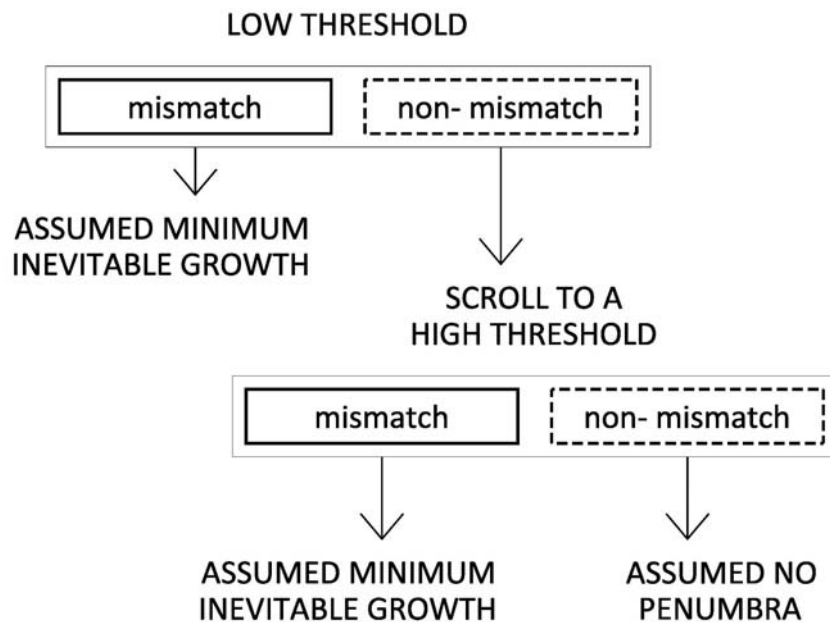 LOW THRESHOLD
mismatch
non- mismatch
ASSUMED MINIMUM
INEVITABLE GROWTH
SCROLL TO A
HIGH THRESHOLD
mismatch
non- mismatch
ASSUMED MINIMUM
INEVITABLE GROWTH
ASSUMED NO
PENUMBRA